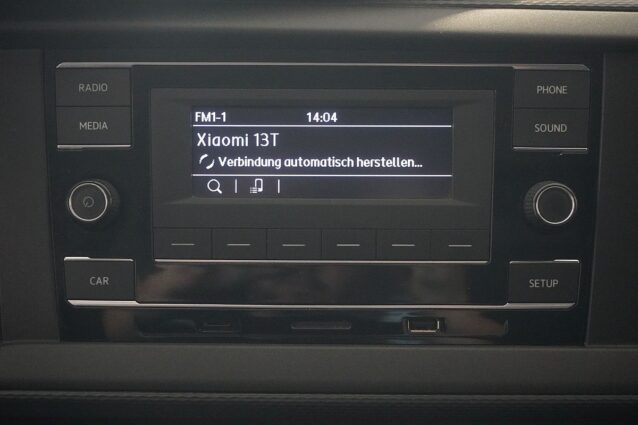 RADIO
MEDIA
FM1-1 14:04
Xiaomi 13T
Verbindung automatisch herstellen...
PHONE
SOUND
CAR
SETUP